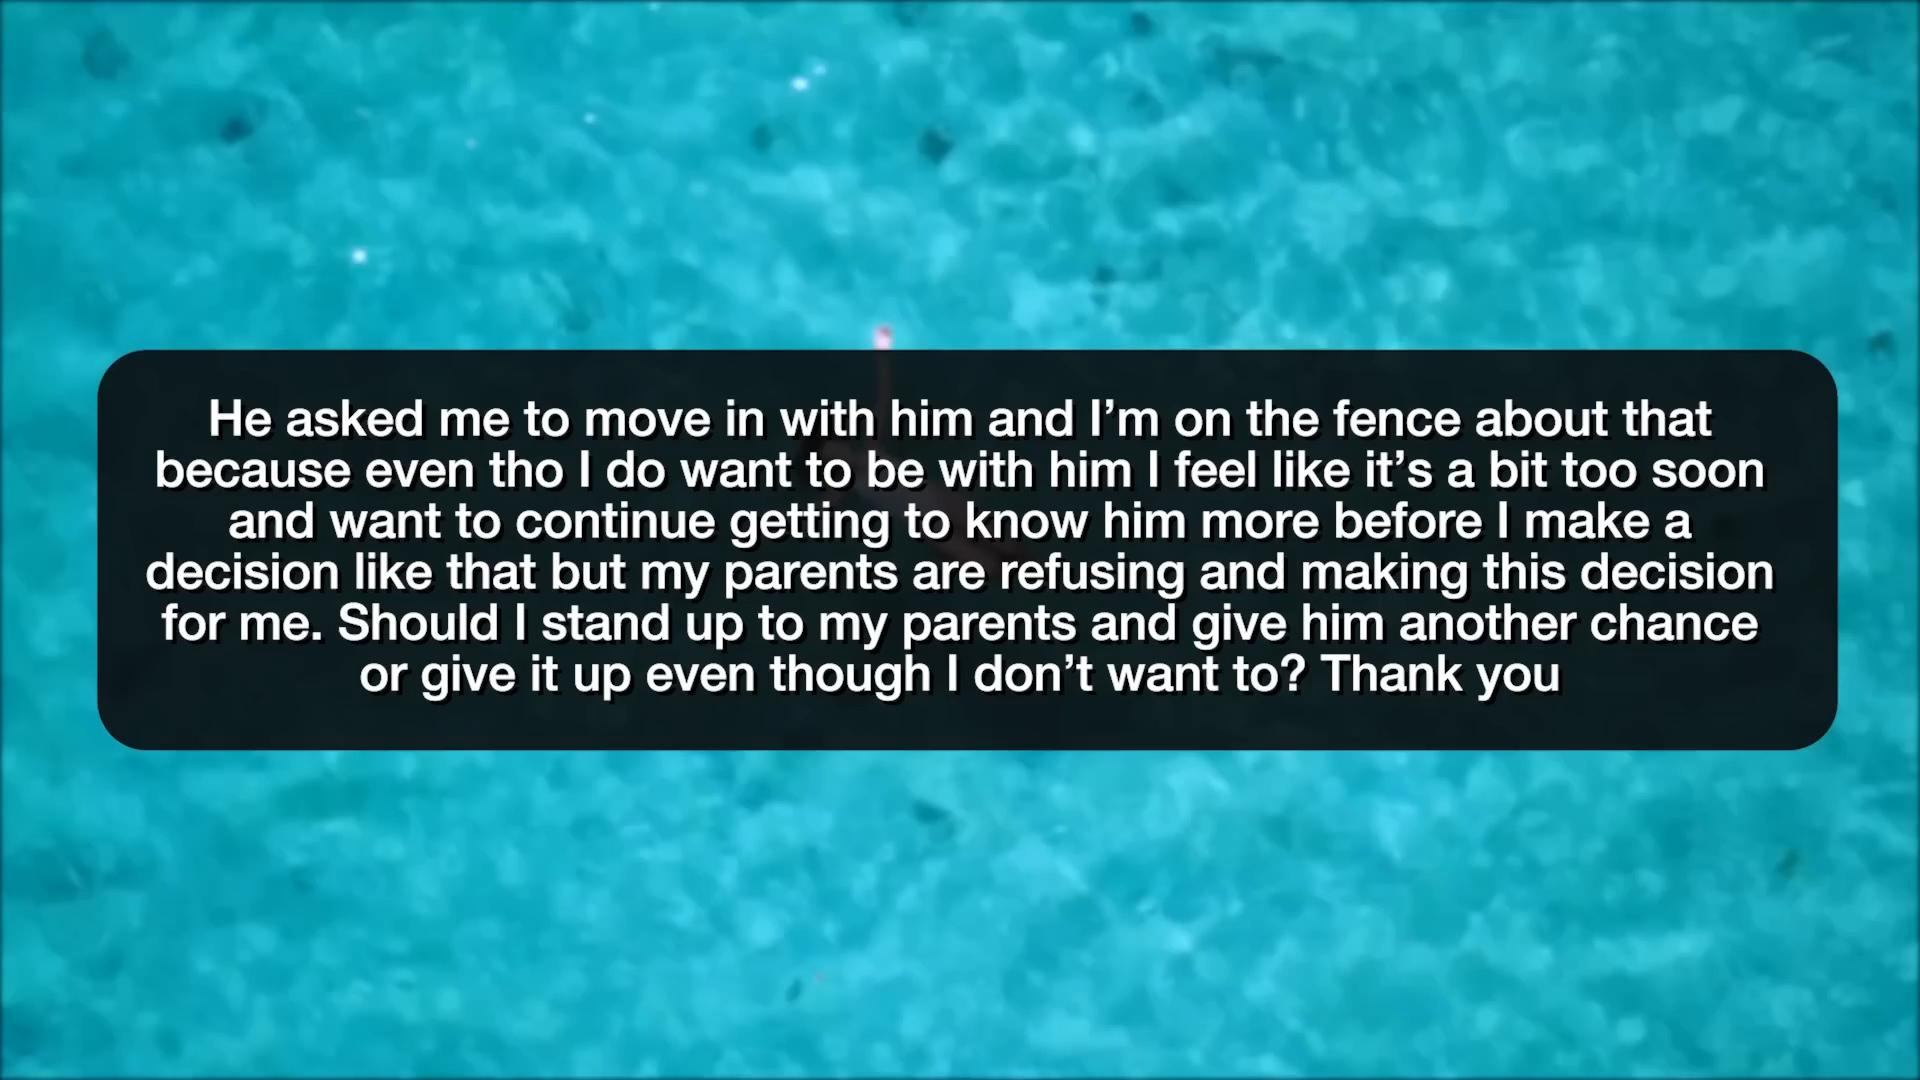 He asked me to move in with him and I’m on the fence about that
because even tho I do want to be with him I feel like it’s a bit too soon
and want to continue getting to know him more before I make a
decision like that but my parents are refusing and making this decision
for me. Should I stand up to my parents and give him another chance
or give it up even though I don’t want to? Thank you